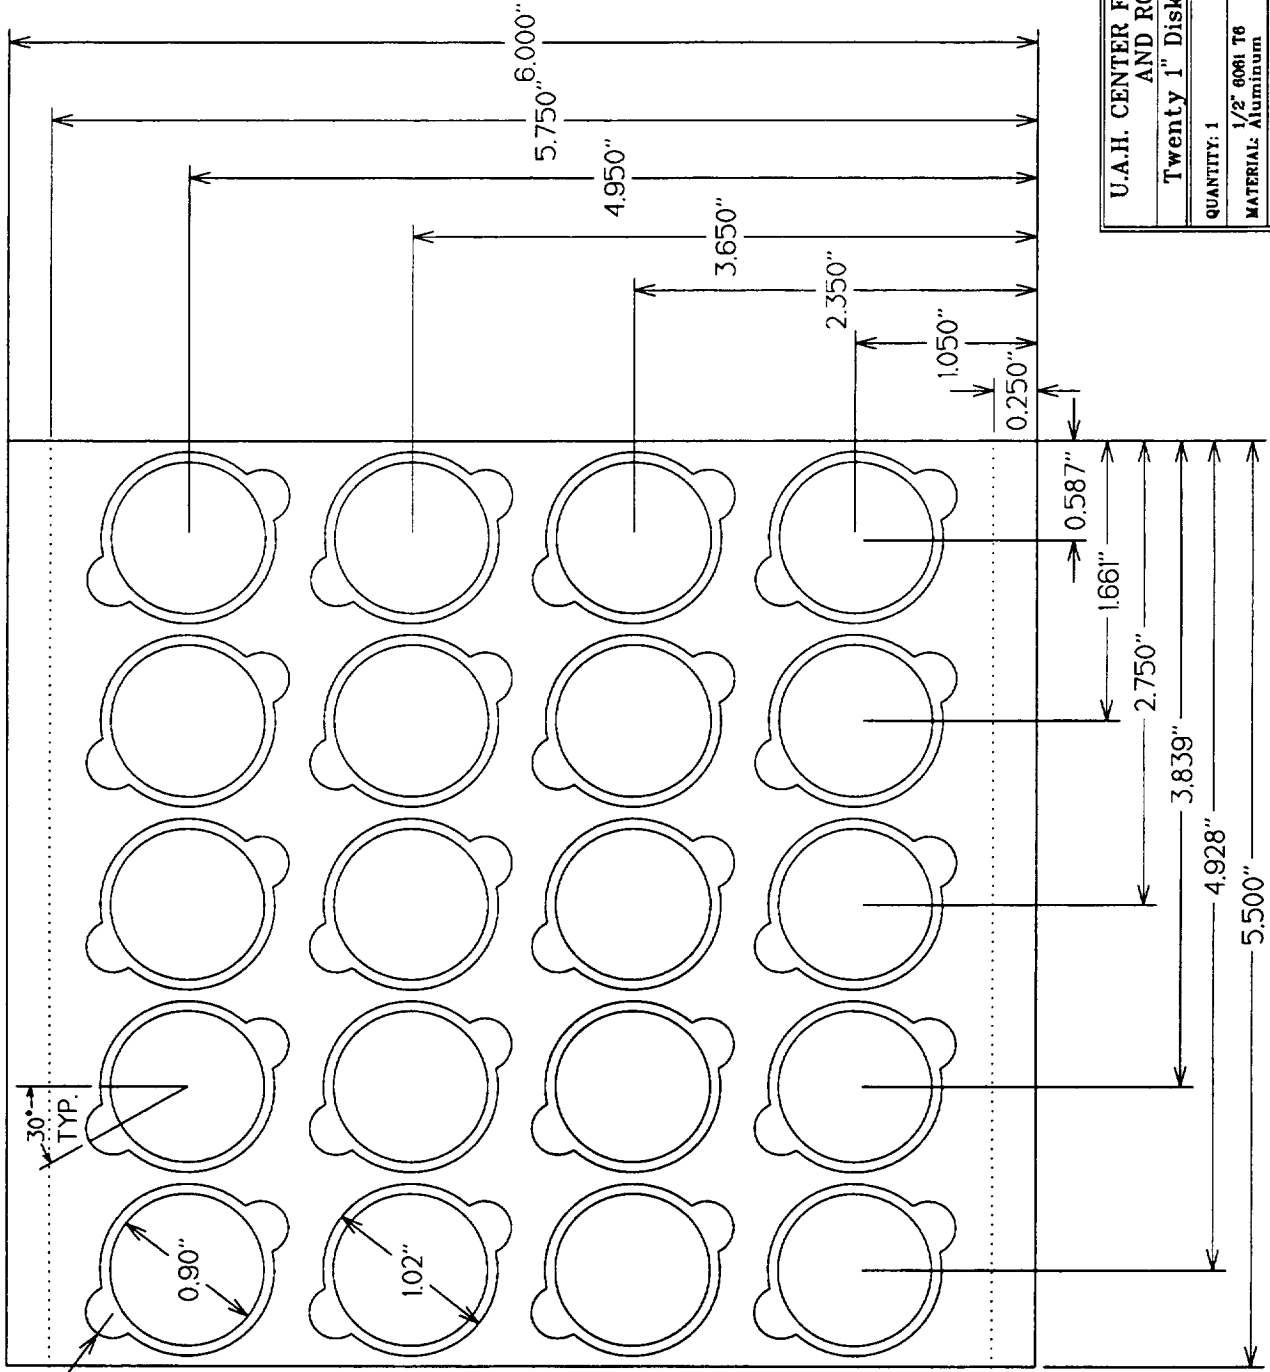 6.000"
5.750"
4.950"
3.650"
2.350"
1.050"
0.250"
30°
TYP.
0.90"
1.02"
0.587"
1.661"
2.750"
3.839"
4.928"
5.500"
U.A.H. CENTER
AND
Twenty 1" Disk
QUANTITY: 1
1/2" 6061 T6
MATERIAL: Aluminum